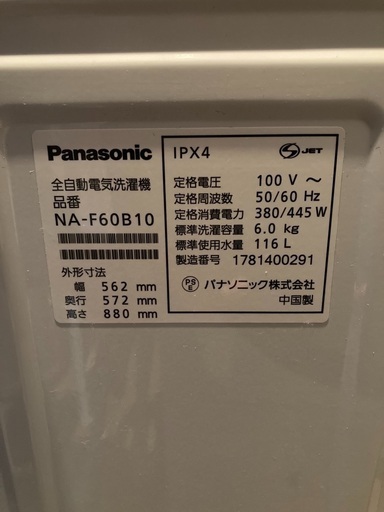 Panasonic
全自動電気洗濯機
品番
NA-F60B10
外形寸法
幅 562 mm
奥行 572 mm
高さ 880 mm
IPX4
S JET
定格電圧 100 V ～
定格周波数 50/60 Hz
定格消費電力 380/445 W
標準洗濯容量 6.0 kg
標準使用水量 116 L
製造番号 1781400291
PS E パナソニック株式会社
中国製